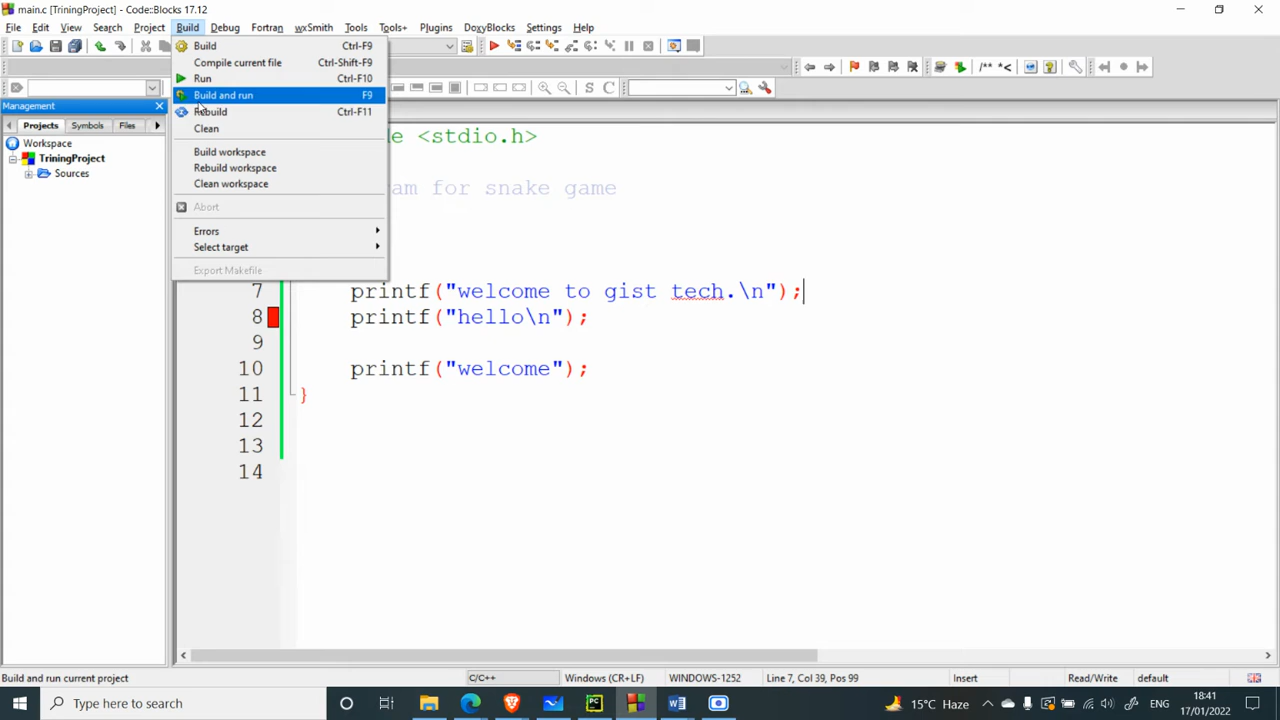 main.c [TriningProject] - Code::Blocks 17.12
File Edit View Search Project Build Debug Fortran wxSmith Tools Tools+ Plugins DoxyBlocks Settings Help
Build Ctrl-F9
Compile current file Ctrl-Shift-F9
Run Ctrl-F10
Build and run F9
Rebuild Ctrl-F11
Clean
Build workspace
Rebuild workspace
Clean workspace
Abort
Errors
Select target
Export Makefile
/** *<
S C
Management
Projects Symbols Files
Workspace
TriningProject
Sources
de <stdio.h>
am for snake game
7 printf("welcome to gist tech.\n");
8 printf("hello\n");
9
10 printf("welcome");
11 }
12
13
14
Build and run current project C/C++ Windows (CR+LF) WINDOWS-1252 Line 7, Col 39, Pos 99 Insert Read/Write default
Type here to search 15°C Haze ENG 18:41
17/01/2022